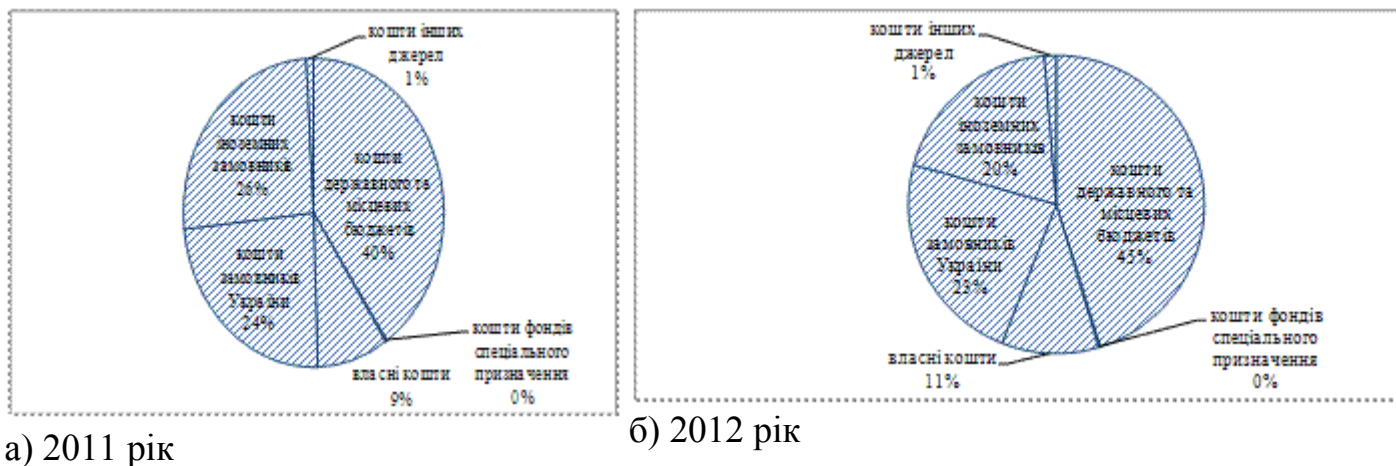 кошти інших
джерел
1%
кошти
іноземних
замовників
26%
кошти
державного та
місцевих
бюджетів
40%
кошти
замовників
України
24%
кошти фондів
спеціального
призначення
0%
власні кошти
9%
а) 2011 рік
кошти інших
джерел
1%
кошти
іноземних
замовників
20%
кошти
державного та
місцевих
бюджетів
45%
кошти
замовників
України
23%
кошти фондів
спеціального
призначення
0%
власні кошти
11%
б) 2012 рік